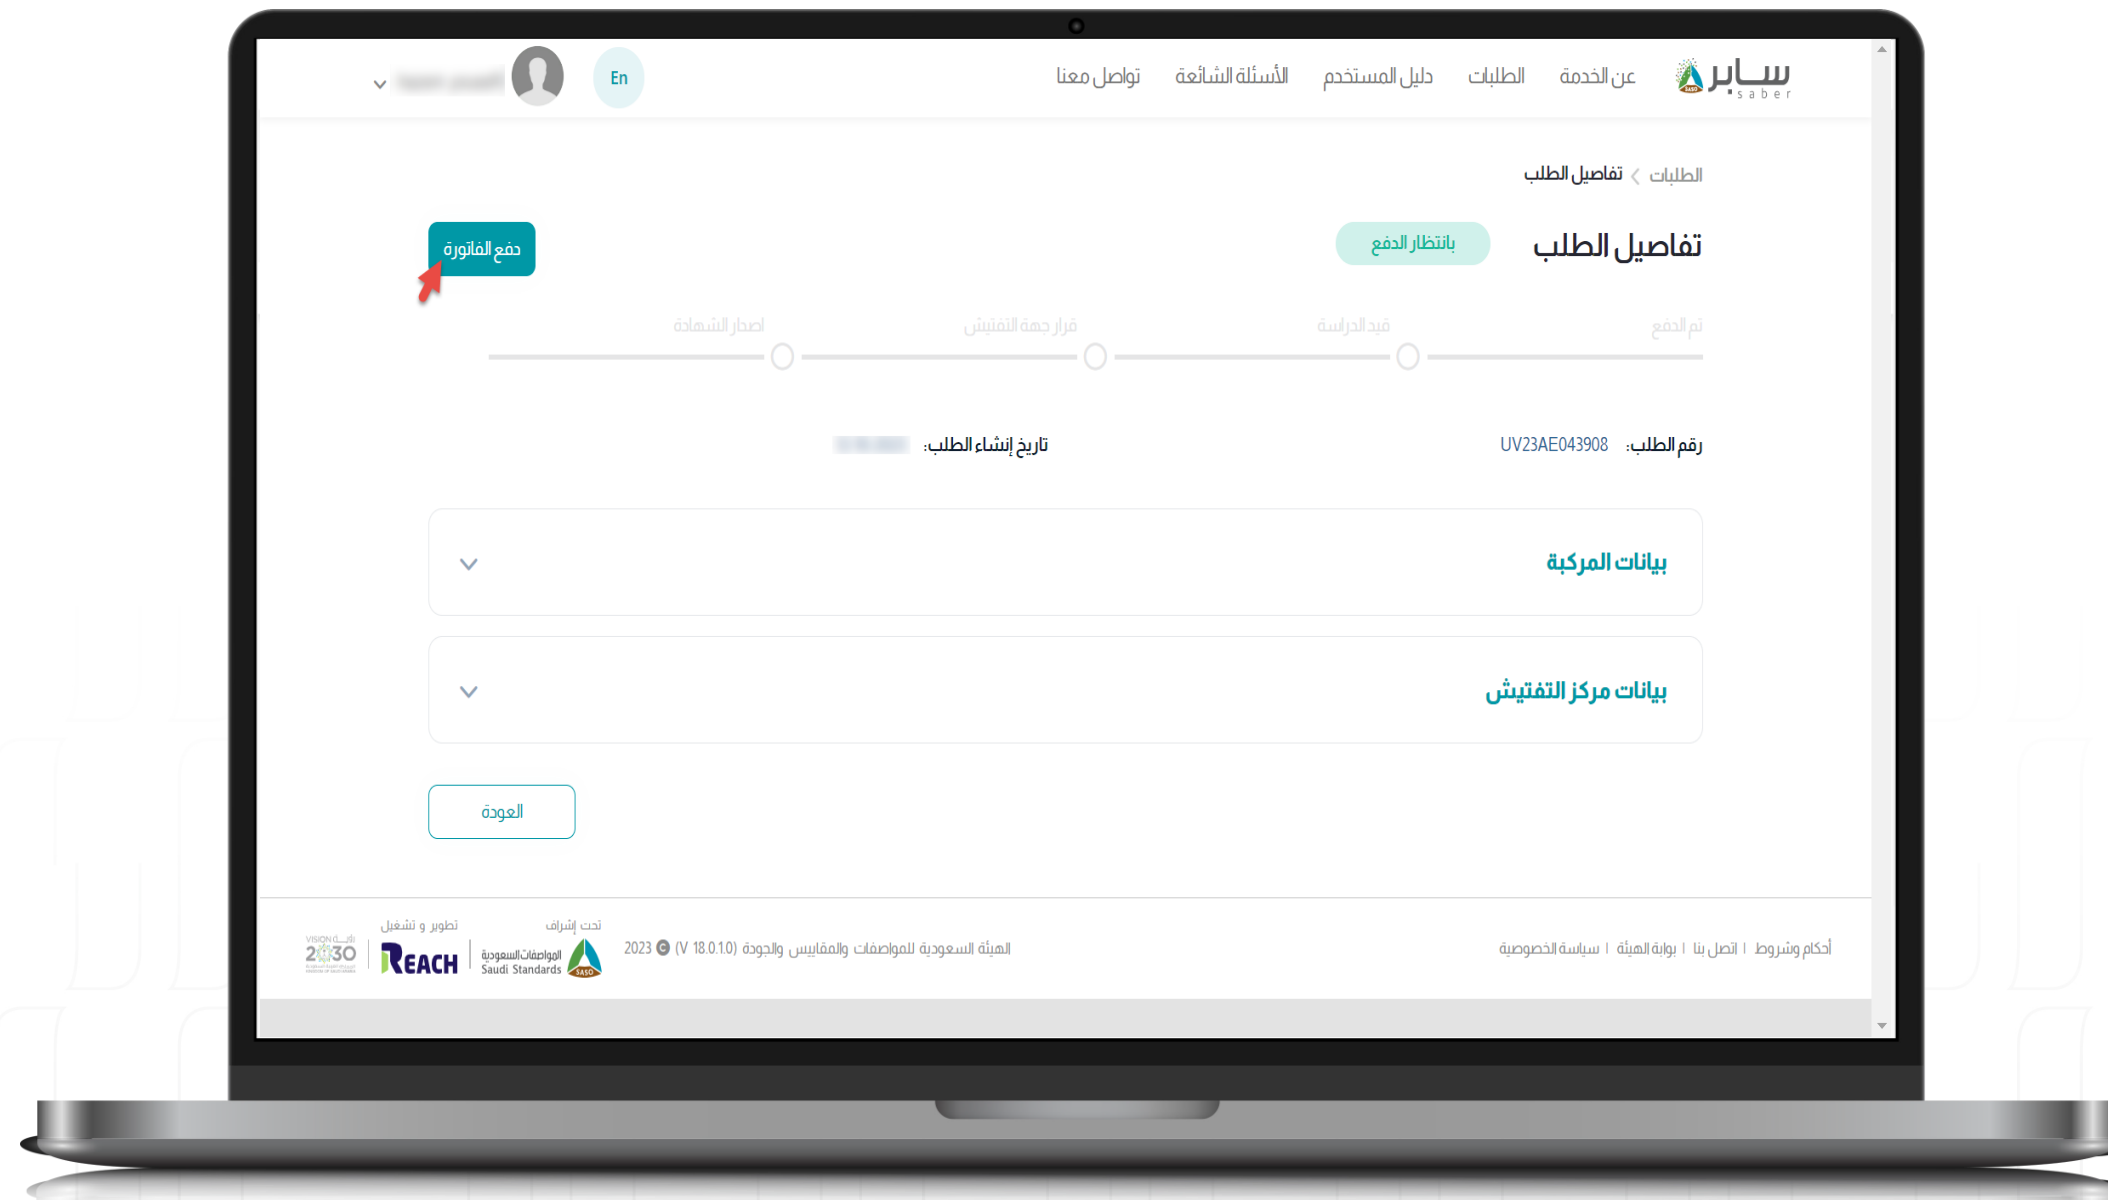 سابر
saber
عن الخدمة
الطلبات
دليل المستخدم
الأسئلة الشائعة
تواصل معنا
En
الطلبات > تفاصيل الطلب
تفاصيل الطلب
بانتظار الدفع
دفع الفاتورة
تم الدفع
قيد الدراسة
قرار جهة التفتيش
اصدار الشهادة
رقم الطلب: UV23AE043908
تاريخ إنشاء الطلب:
بيانات المركبة
بيانات مركز التفتيش
العودة
أحكام وشروط | اتصل بنا | بوابة الهيئة | سياسة الخصوصية
الهيئة السعودية للمواصفات والمقاييس والجودة (V 18.0.1.0) © 2023
تحت إشراف
المواصفات السعودية
Saudi Standards
SASO
تطوير و تشغيل
REACH
VISION رؤية
2030